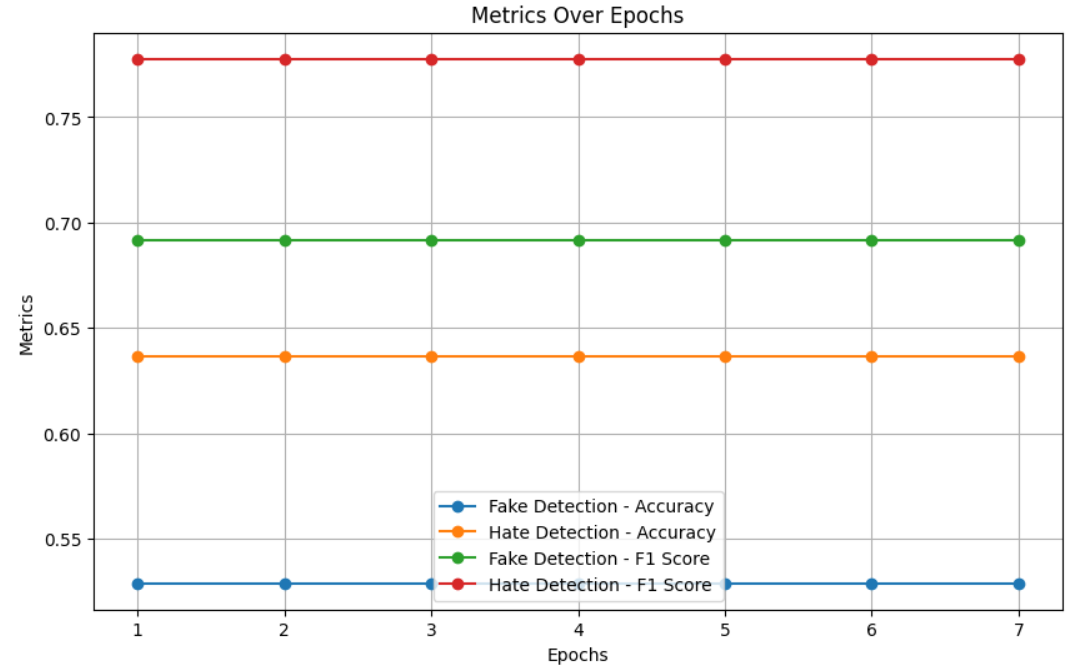 Metrics Over Epochs
Metrics
0.75
0.70
0.65
0.60
0.55
Fake Detection - Accuracy
Hate Detection - Accuracy
Fake Detection - F1 Score
Hate Detection - F1 Score
1 2 3 4 5 6 7
Epochs